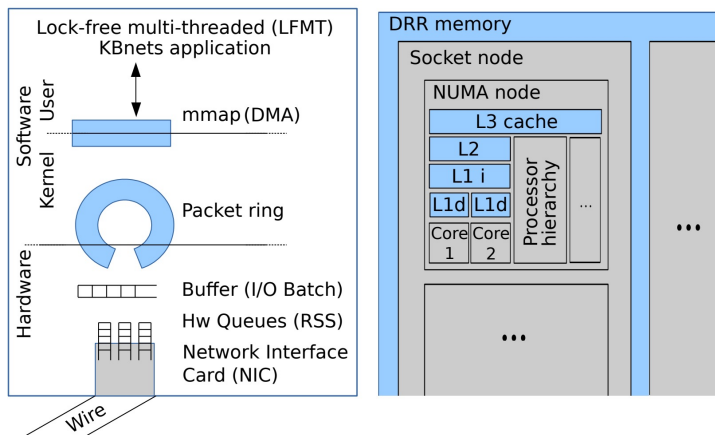 Lock-free multi-threaded (LFMT)
KBnets application
Software
User
mmap(DMA)
Kernel
Packet ring
Hardware
Buffer (I/O Batch)
Hw Queues (RSS)
Network Interface
Card (NIC)
Wire
DRR memory
Socket node
NUMA node
L3 cache
L2
L1 i
L1d L1d
Core Core
1 2
Processor
hierarchy
...
...
...